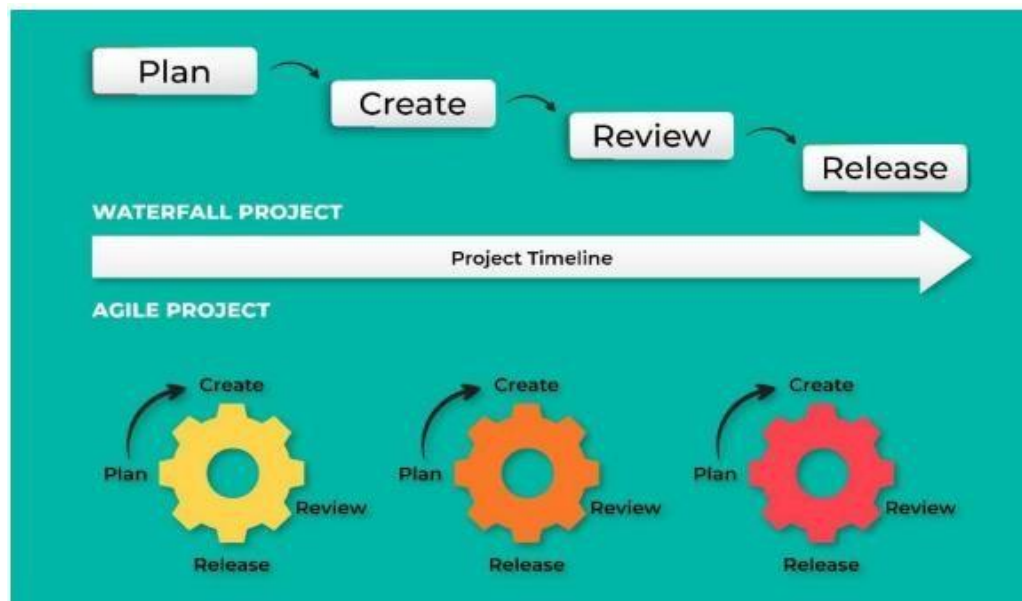 Plan
Create
Review
Release
WATERFALL PROJECT
Project Timeline
AGILE PROJECT
Create
Plan
Review
Release
Create
Plan
Review
Release
Create
Plan
Review
Release